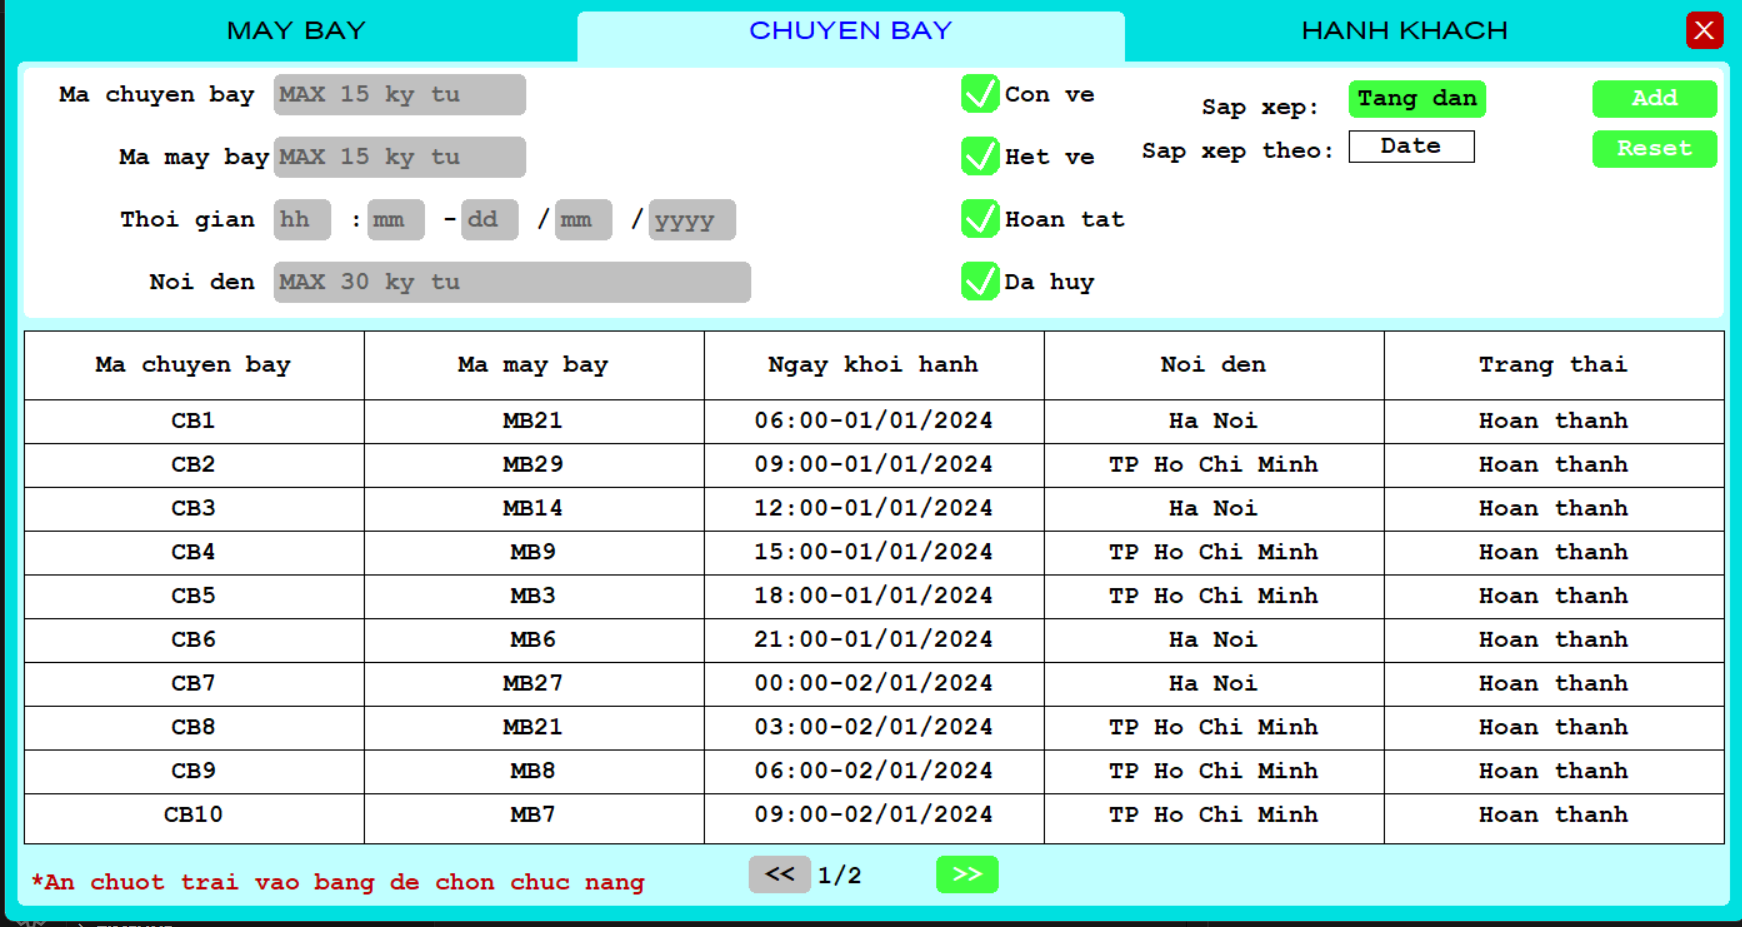 MAY BAY CHUYEN BAY HANH KHACH X
Ma chuyen bay MAX 15 ky tu Con ve Sap xep: Tang dan Add
Ma may bay MAX 15 ky tu Het ve Sap xep theo: Date Reset
Thoi gian hh : mm - dd / mm / yyyy Hoan tat
Noi den MAX 30 ky tu Da huy
Ma chuyen bay Ma may bay Ngay khoi hanh Noi den Trang thai
CB1 MB21 06:00-01/01/2024 Ha Noi Hoan thanh
CB2 MB29 09:00-01/01/2024 TP Ho Chi Minh Hoan thanh
CB3 MB14 12:00-01/01/2024 Ha Noi Hoan thanh
CB4 MB9 15:00-01/01/2024 TP Ho Chi Minh Hoan thanh
CB5 MB3 18:00-01/01/2024 TP Ho Chi Minh Hoan thanh
CB6 MB6 21:00-01/01/2024 Ha Noi Hoan thanh
CB7 MB27 00:00-02/01/2024 Ha Noi Hoan thanh
CB8 MB21 03:00-02/01/2024 TP Ho Chi Minh Hoan thanh
CB9 MB8 06:00-02/01/2024 TP Ho Chi Minh Hoan thanh
CB10 MB7 09:00-02/01/2024 TP Ho Chi Minh Hoan thanh
*An chuot trai vao bang de chon chuc nang << 1/2 >>